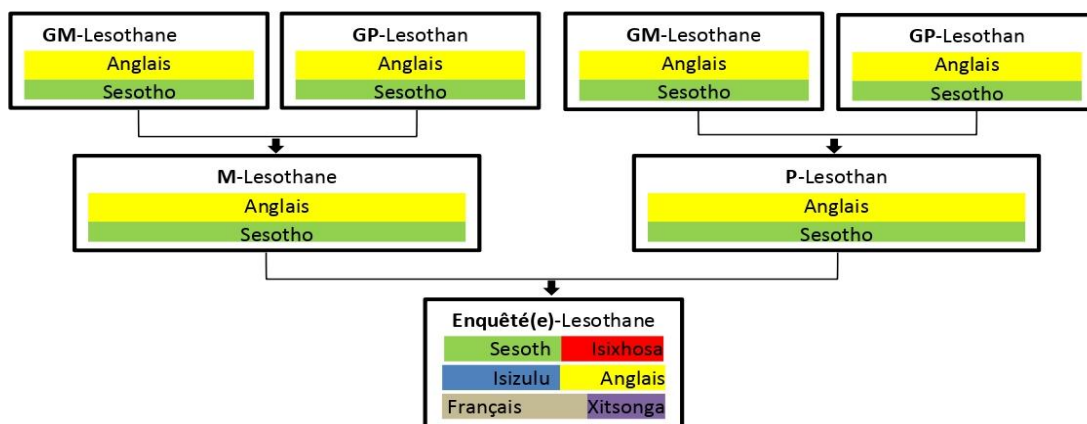 GM-Lesothane
Anglais
Sesotho
GP-Lesothan
Anglais
Sesotho
GM-Lesothane
Anglais
Sesotho
GP-Lesothan
Anglais
Sesotho
M-Lesothane
Anglais
Sesotho
P-Lesothan
Anglais
Sesotho
Enquêté(e)-Lesothane
Sesoth Isixhosa
Isizulu Anglais
Français Xitsonga